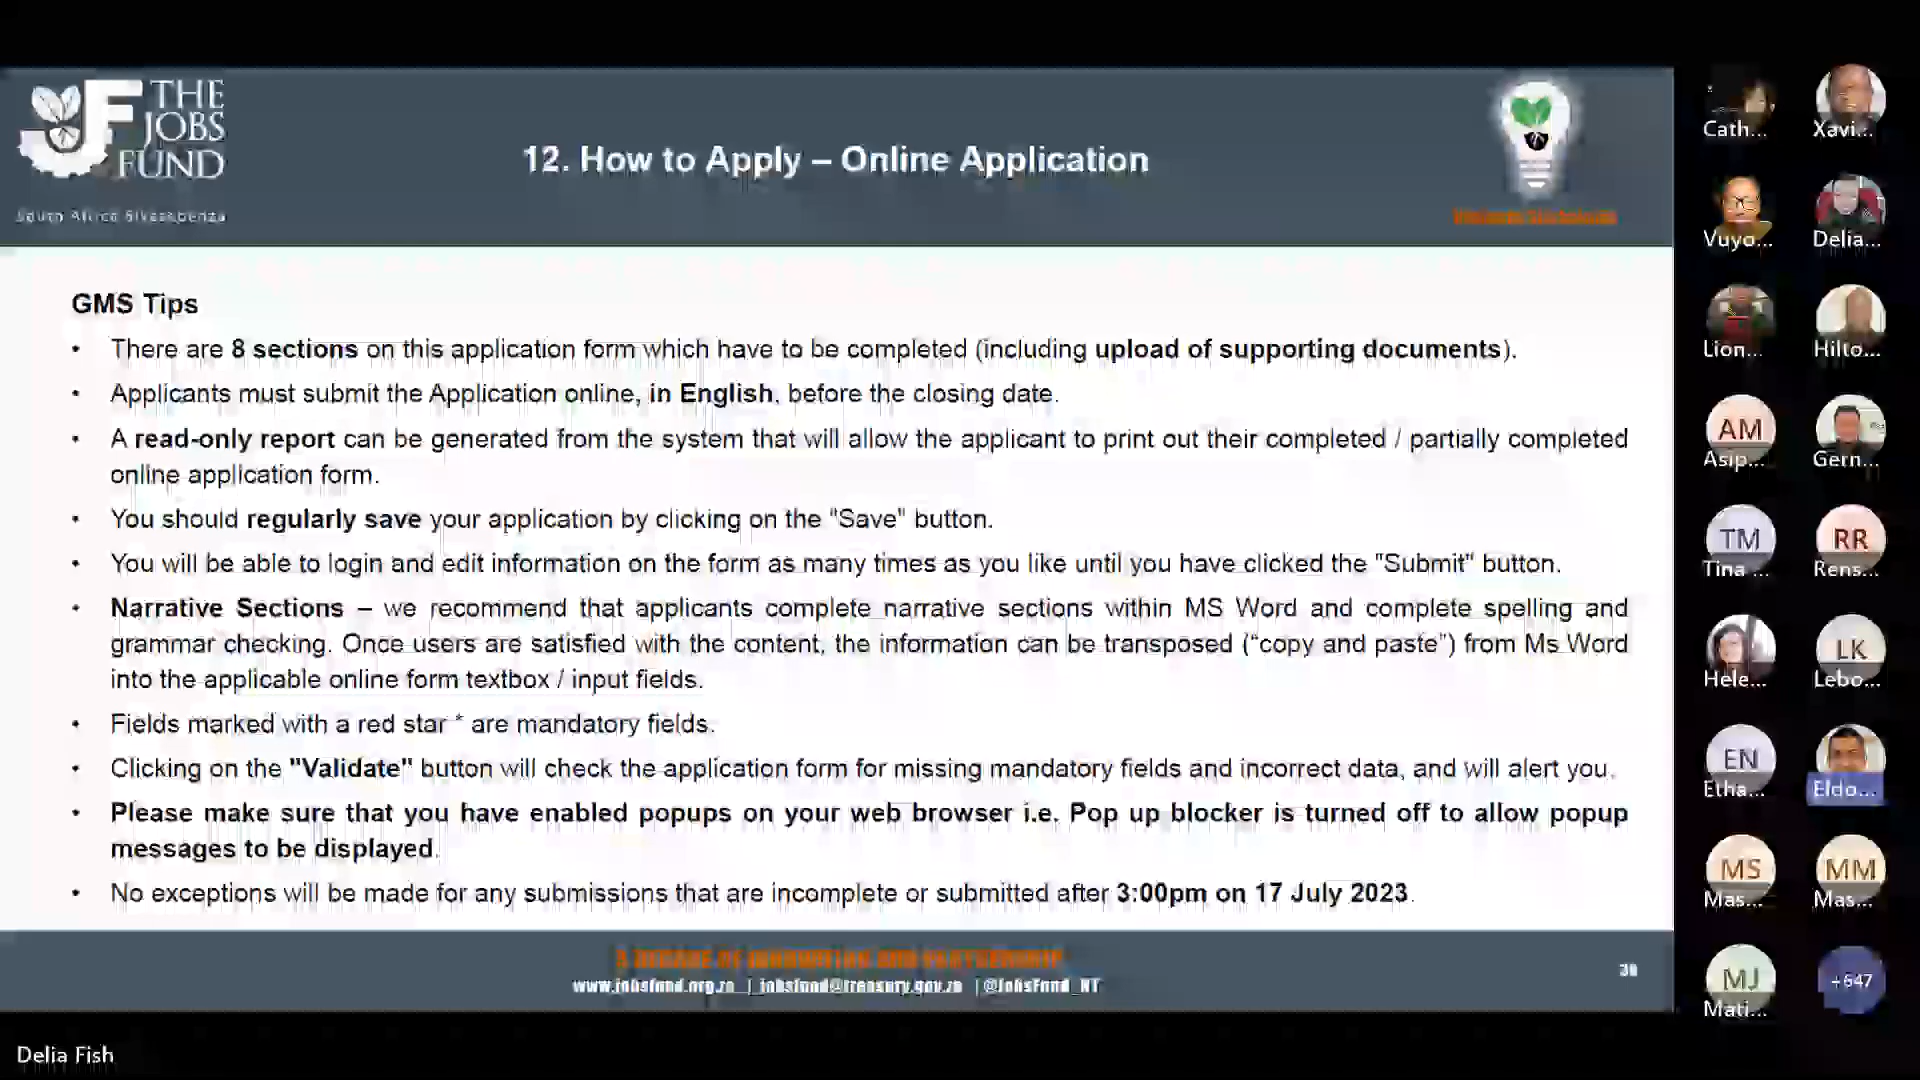 THE
JOBS
FUND
South Africa Siyasebenza
12. How to Apply – Online Application
GMS Tips
• There are 8 sections on this application form which have to be completed (including upload of supporting documents).
• Applicants must submit the Application online, in English, before the closing date.
• A read-only report can be generated from the system that will allow the applicant to print out their completed / partially completed
online application form.
• You should regularly save your application by clicking on the "Save" button.
• You will be able to login and edit information on the form as many times as you like until you have clicked the "Submit" button.
• Narrative Sections – we recommend that applicants complete narrative sections within MS Word and complete spelling and
grammar checking. Once users are satisfied with the content, the information can be transposed (“copy and paste”) from Ms Word
into the applicable online form textbox / input fields.
• Fields marked with a red star * are mandatory fields.
• Clicking on the "Validate" button will check the application form for missing mandatory fields and incorrect data, and will alert you.
• Please make sure that you have enabled popups on your web browser i.e. Pop up blocker is turned off to allow popup
messages to be displayed.
• No exceptions will be made for any submissions that are incomplete or submitted after 3:00pm on 17 July 2023.
A DECADE OF INNOVATION AND PARTNERSHIP
www.jobsfund.org.za | jobsfund@treasury.gov.za | @JobsFund_NT
Delia Fish
Cath... Xavi...
Vuyo... Delia...
Lion... Hilto...
AM
Asip... Gern...
TM RR
Tina ... Rens...
LK
Hele... Lebo...
EN
Etha... Eldo...
MS MM
Mas... Mas...
MJ +647
Mati...